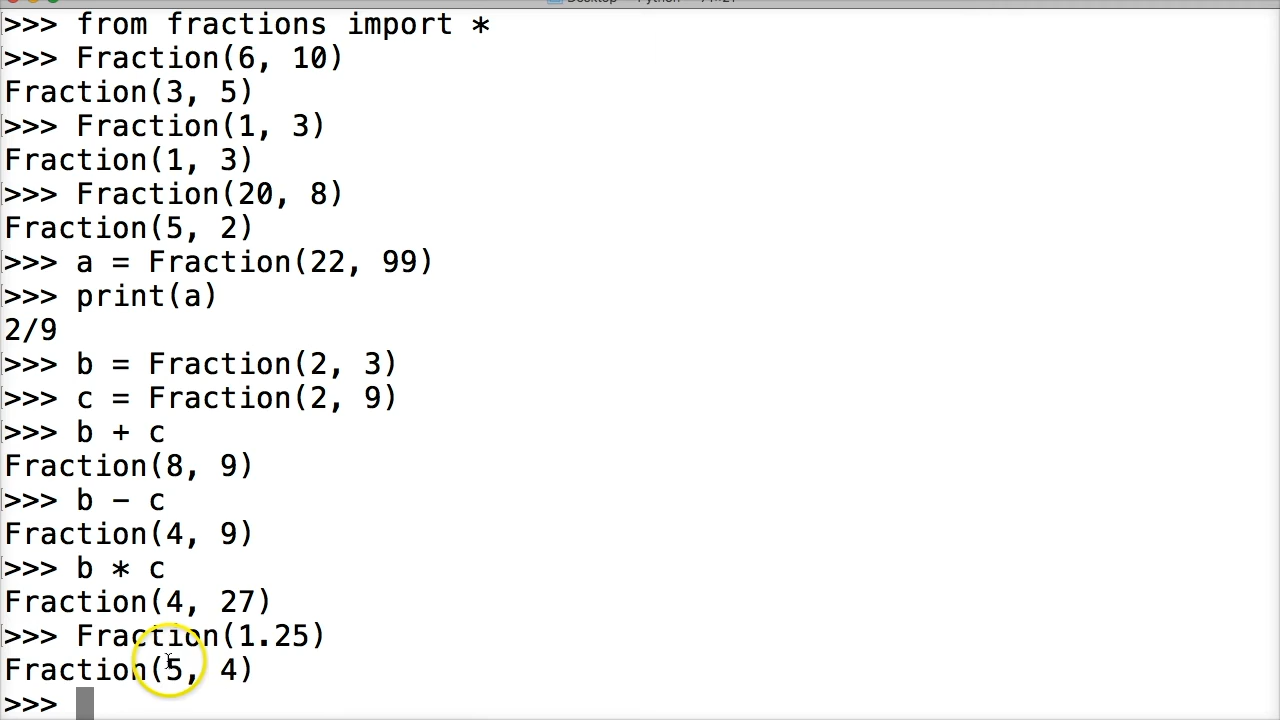 >>> from fractions import *
>>> Fraction(6, 10)
Fraction(3, 5)
>>> Fraction(1, 3)
Fraction(1, 3)
>>> Fraction(20, 8)
Fraction(5, 2)
>>> a = Fraction(22, 99)
>>> print(a)
2/9
>>> b = Fraction(2, 3)
>>> c = Fraction(2, 9)
>>> b + c
Fraction(8, 9)
>>> b - c
Fraction(4, 9)
>>> b * c
Fraction(4, 27)
>>> Fraction(1.25)
Fraction(5, 4)
>>>